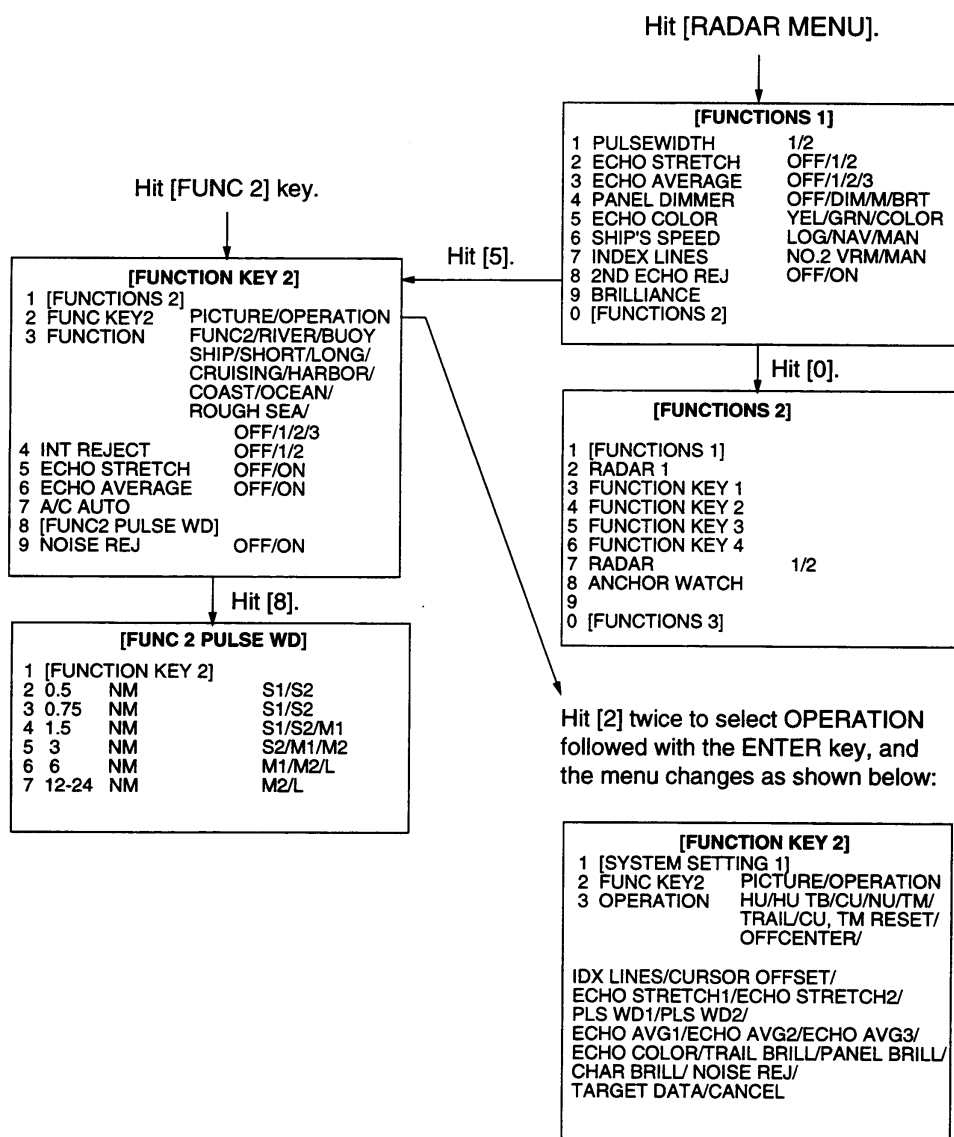 Hit [RADAR MENU].
[FUNCTIONS 1]
1 PULSEWIDTH 1/2
2 ECHO STRETCH OFF/1/2
3 ECHO AVERAGE OFF/1/2/3
4 PANEL DIMMER OFF/DIM/M/BRT
5 ECHO COLOR YEL/GRN/COLOR
6 SHIP'S SPEED LOG/NAV/MAN
7 INDEX LINES NO.2 VRM/MAN
8 2ND ECHO REJ OFF/ON
9 BRILLIANCE
0 [FUNCTIONS 2]
Hit [FUNC 2] key.
Hit [5].
[FUNCTION KEY 2]
1 [FUNCTIONS 2]
2 FUNC KEY2 PICTURE/OPERATION
3 FUNCTION FUNC2/RIVER/BUOY
SHIP/SHORT/LONG/
CRUISING/HARBOR/
COAST/OCEAN/
ROUGH SEA/
OFF/1/2/3
4 INT REJECT OFF/1/2
5 ECHO STRETCH OFF/ON
6 ECHO AVERAGE OFF/ON
7 A/C AUTO
8 [FUNC2 PULSE WD]
9 NOISE REJ OFF/ON
Hit [0].
[FUNCTIONS 2]
1 [FUNCTIONS 1]
2 RADAR 1
3 FUNCTION KEY 1
4 FUNCTION KEY 2
5 FUNCTION KEY 3
6 FUNCTION KEY 4
7 RADAR 1/2
8 ANCHOR WATCH
9
0 [FUNCTIONS 3]
Hit [8].
[FUNC 2 PULSE WD]
1 [FUNCTION KEY 2]
2 0.5 NM S1/S2
3 0.75 NM S1/S2
4 1.5 NM S1/S2/M1
5 3 NM S2/M1/M2
6 6 NM M1/M2/L
7 12-24 NM M2/L
Hit [2] twice to select OPERATION
followed with the ENTER key, and
the menu changes as shown below:
[FUNCTION KEY 2]
1 [SYSTEM SETTING 1]
2 FUNC KEY2 PICTURE/OPERATION
3 OPERATION HU/HU TB/CU/NU/TM/
TRAIL/CU, TM RESET/
OFFCENTER/
IDX LINES/CURSOR OFFSET/
ECHO STRETCH1/ECHO STRETCH2/
PLS WD1/PLS WD2/
ECHO AVG1/ECHO AVG2/ECHO AVG3/
ECHO COLOR/TRAIL BRILL/PANEL BRILL/
CHAR BRILL/ NOISE REJ/
TARGET DATA/CANCEL